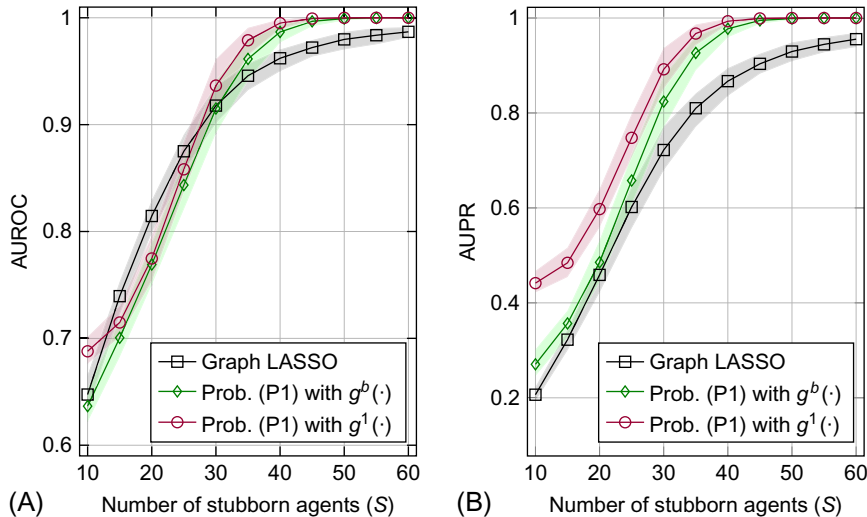 1
0.9
0.8
0.7
0.6
AUROC
10 20 30 40 50 60
Number of stubborn agents (S)
Graph LASSO
Prob. (P1) with g^b(·)
Prob. (P1) with g^1(·)
(A)
1
0.8
0.6
0.4
0.2
AUPR
10 20 30 40 50 60
Number of stubborn agents (S)
Graph LASSO
Prob. (P1) with g^b(·)
Prob. (P1) with g^1(·)
(B)